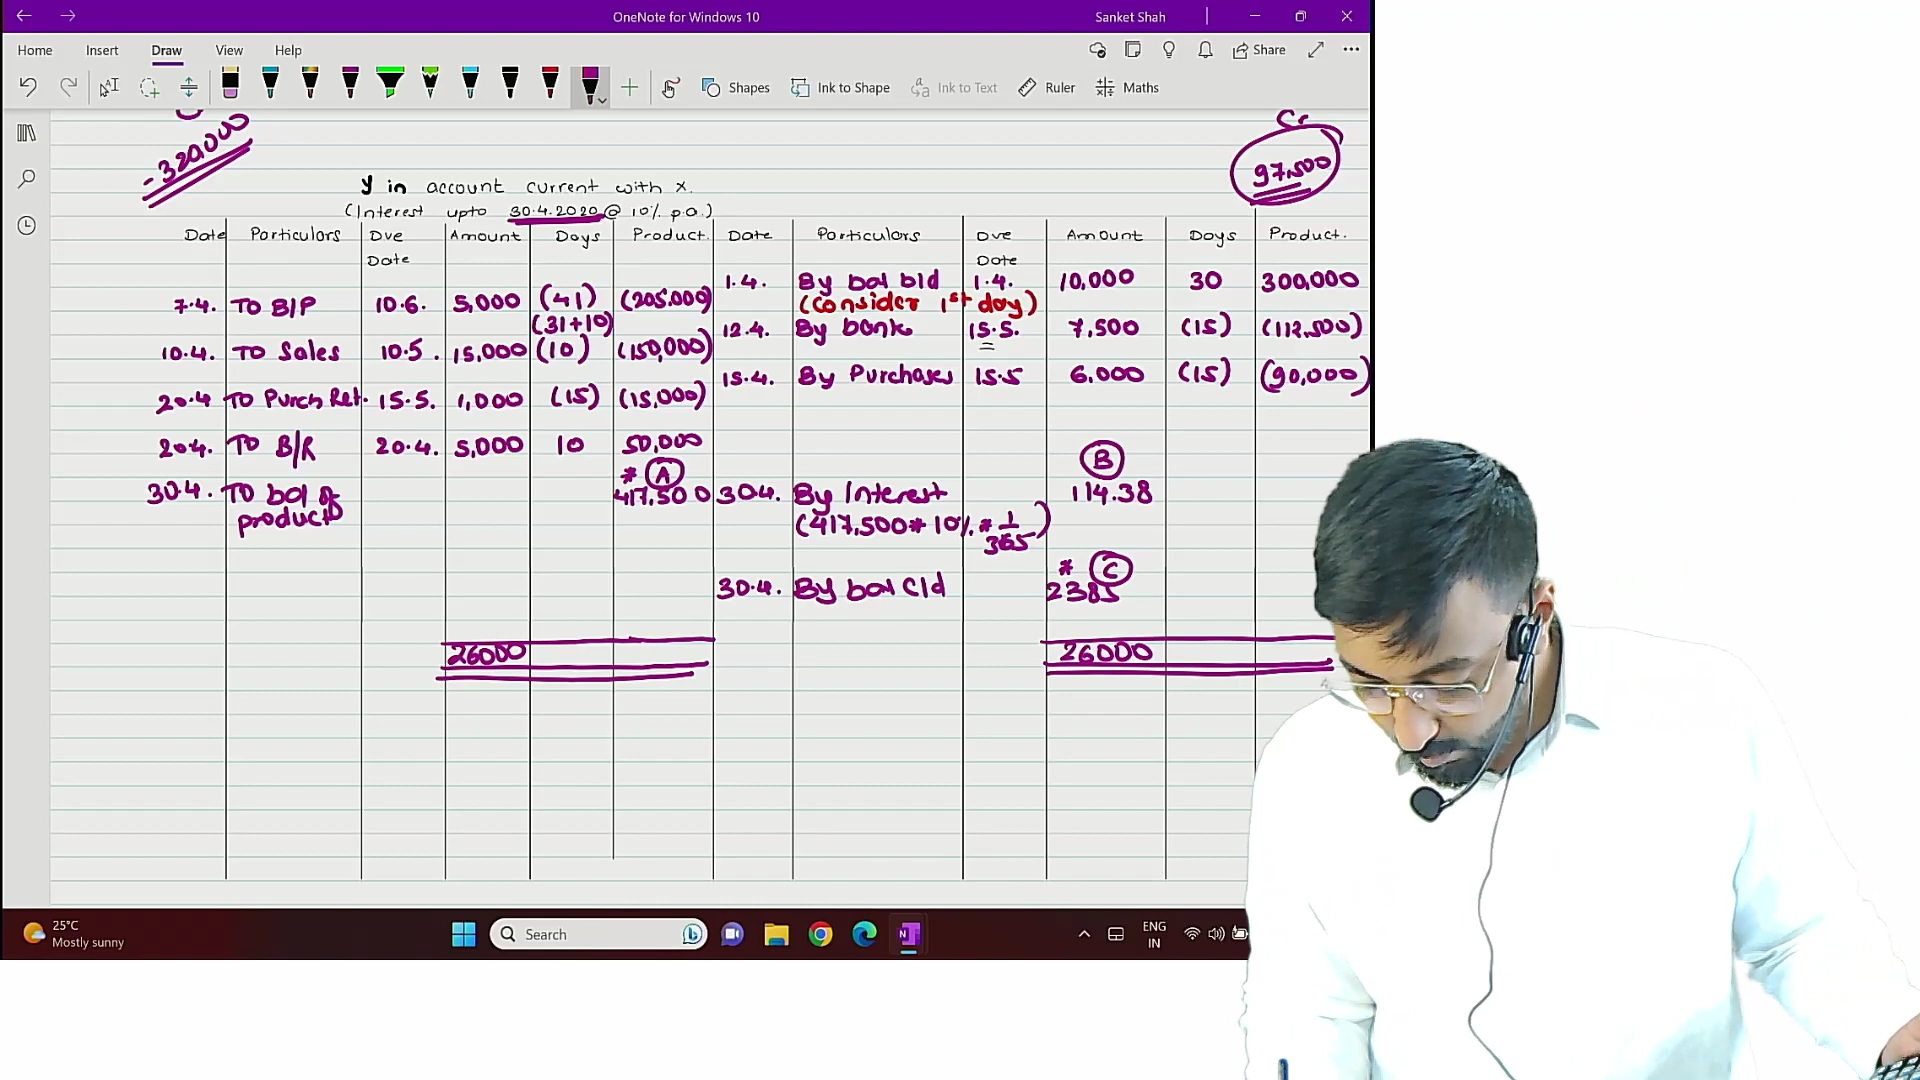 OneNote for Windows 10
Sanket Shah
Home Insert Draw View Help
Share
Shapes Ink to Shape Ink to Text Ruler Maths
-320,000
Cr
97,500
Y in account current with x.
(Interest upto 30.4.2020 @ 10% p.a.)
Date Particulars Due Date Amount Days Product. Date Particulars Due Date Amount Days Product.
1.4. By bal b/d 1.4. 10,000 30 300,000
(consider 1st day)
7.4. TO B/P 10.6. 5,000 (41) (205,000)
(31+10)
12.4. By bank 15.5. 7,500 (15) (112,500)
10.4. TO Sales 10.5. 15,000 (10) (150,000)
15.4. By Purchases 15.5 6,000 (15) (90,000)
20.4 TO Purch Ret. 15.5. 1,000 (15) (15,000)
20.4. TO B/R 20.4. 5,000 10 50,000
* A
B
30.4. TO bal of product 417,500
30.4. By Interest 114.38
(417,500 * 10% * 1/365)
* C
30.4. By bal C/d 2385
26000
26000
25°C
Mostly sunny
Search
ENG
IN